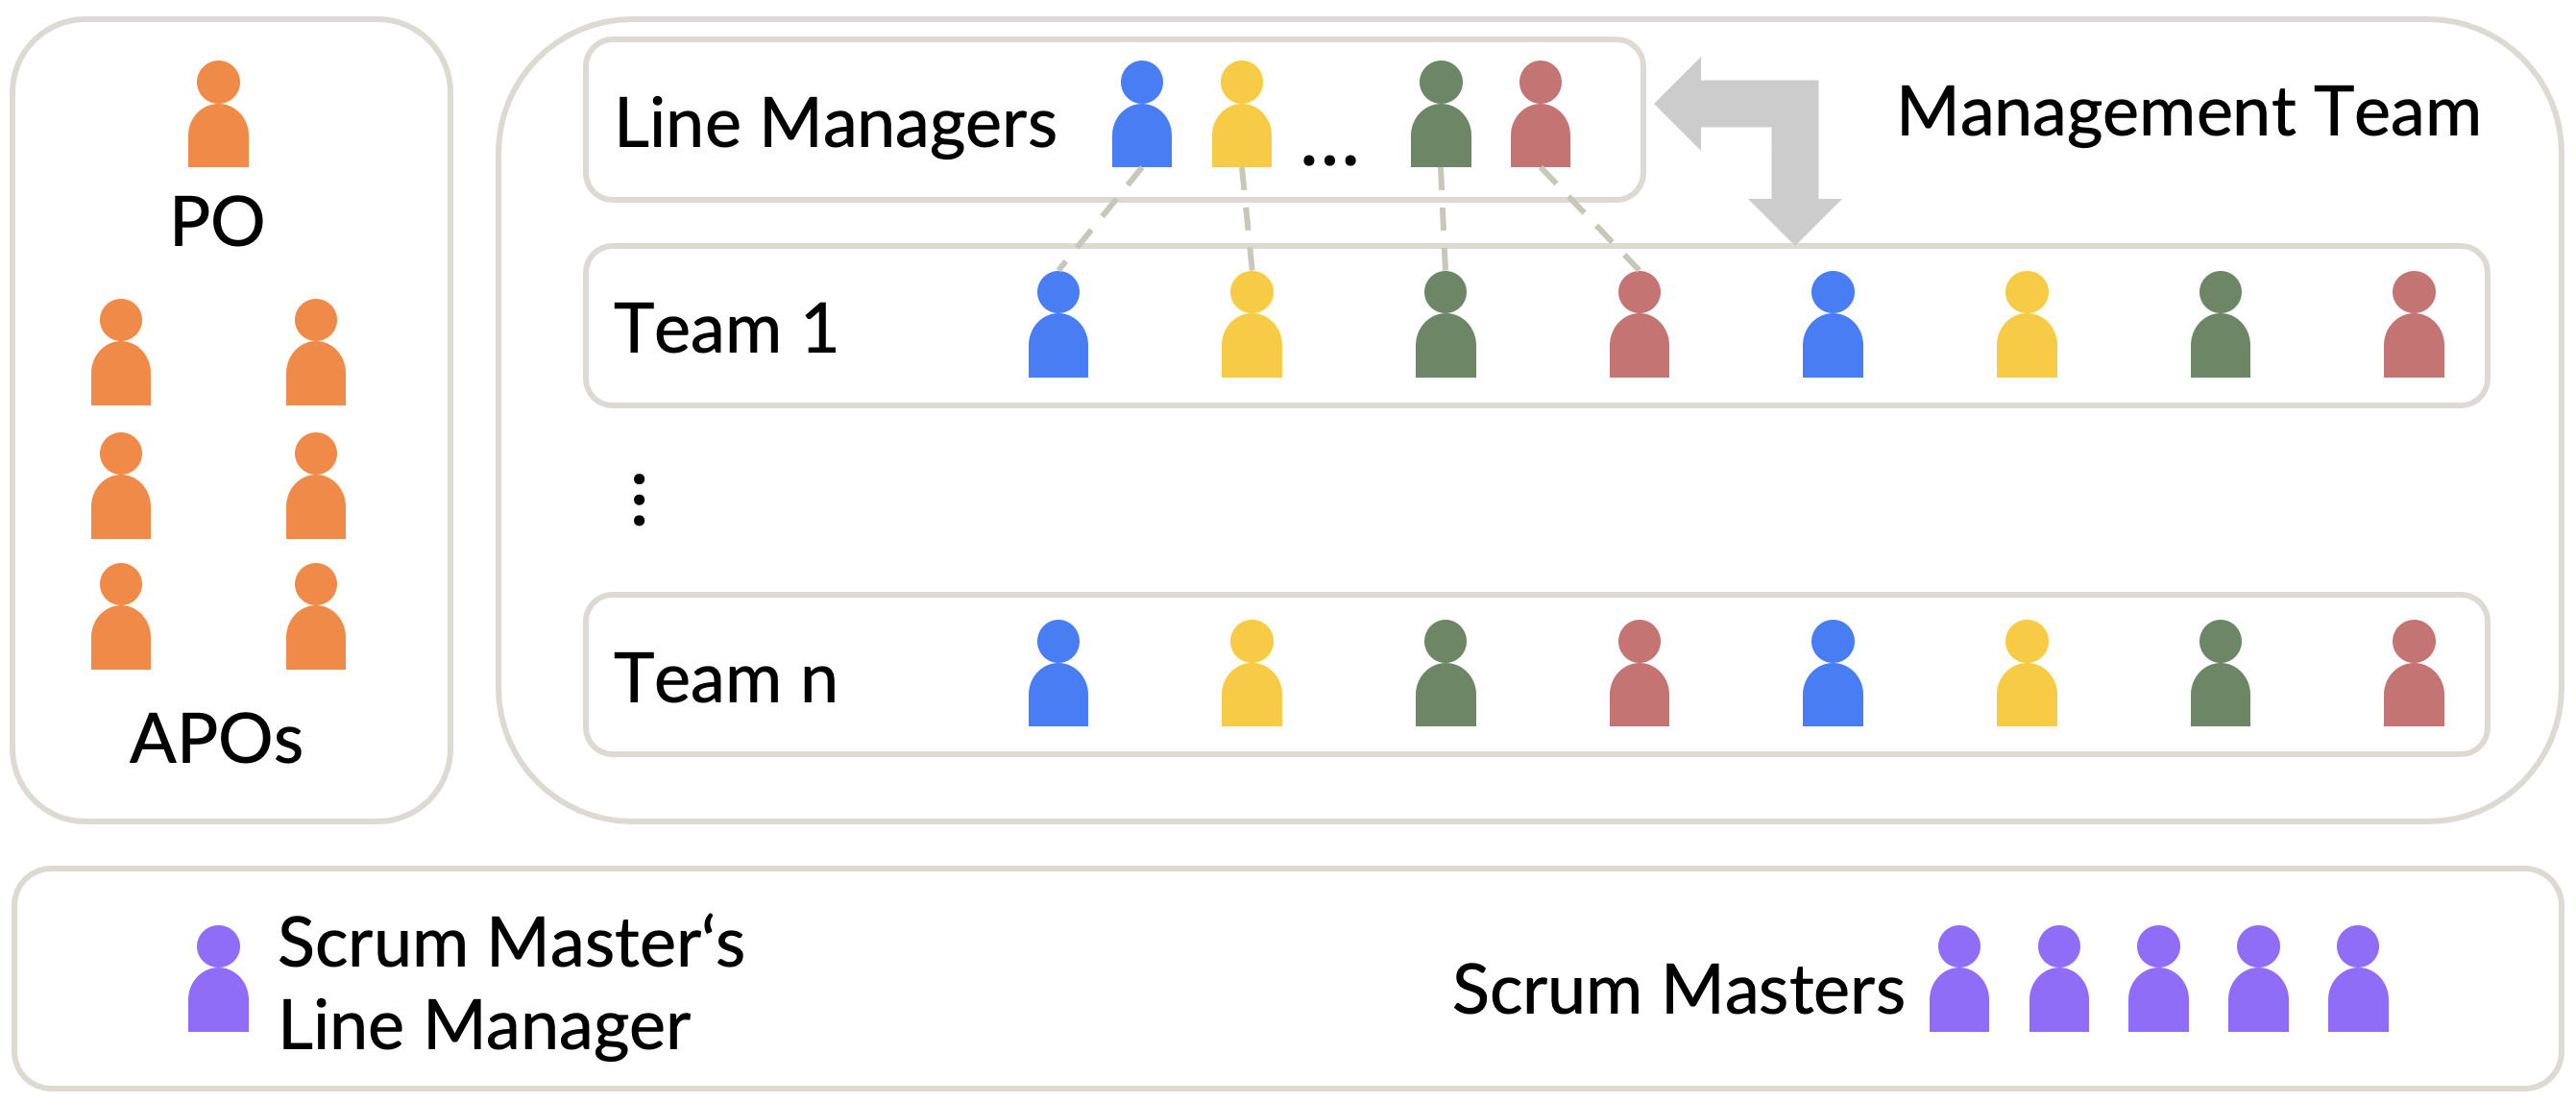 PO
APOs
Line Managers
...
Management Team
Team 1
⋮
Team n
Scrum Master‘s
Line Manager
Scrum Masters